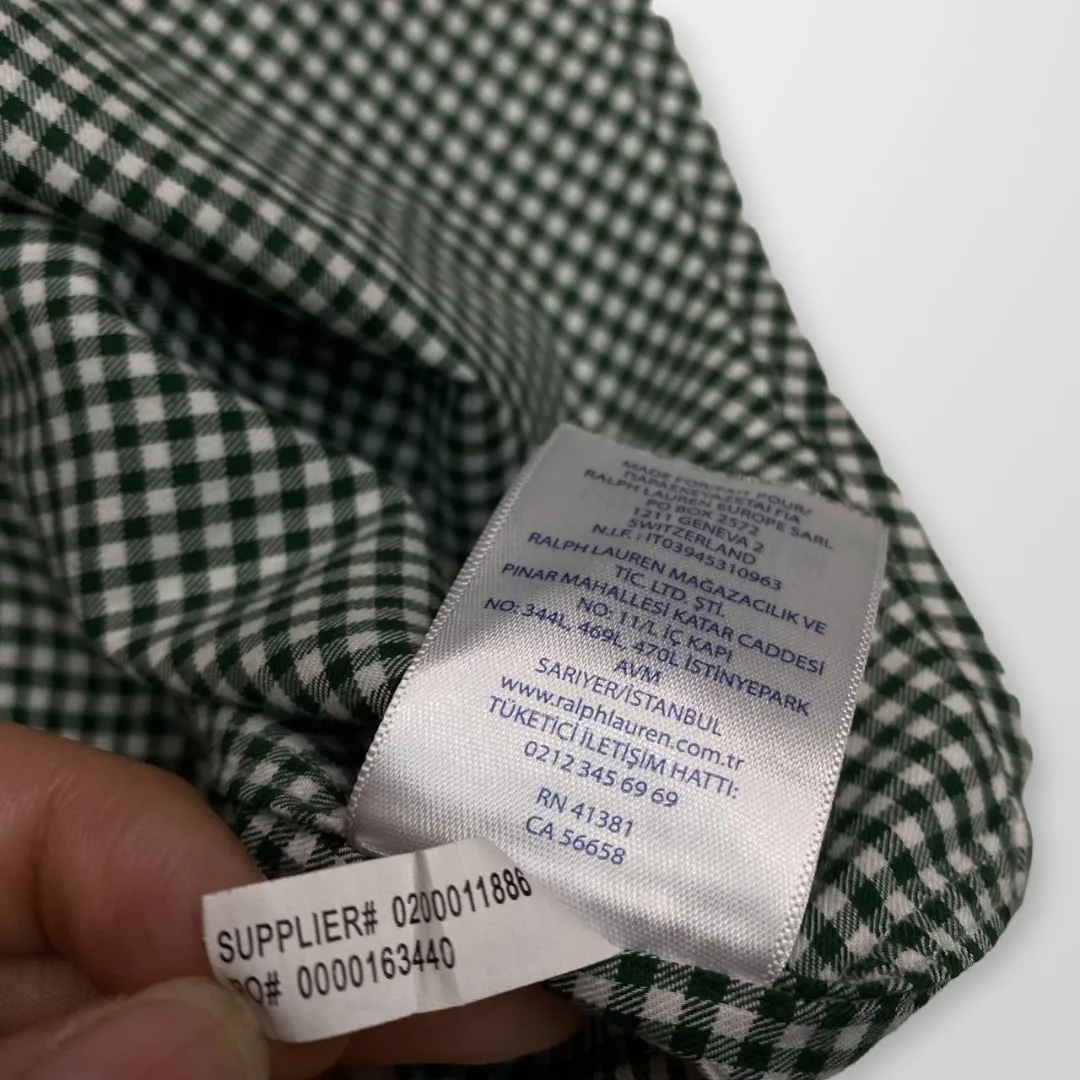 MADE FOR/FAIT POUR/
ΠΑΡΑΣΚΕΥΑΖΕΤΑΙ ΓΙΑ
RALPH LAUREN EUROPE SARL
PO BOX 2572
1211 GENEVA 2
SWITZERLAND
N.I.F.: IT03945310963
RALPH LAUREN MAĞAZACILIK VE
TİC. LTD. ŞTİ.
PINAR MAHALLESİ KATAR CADDESİ
NO: 11/L İÇ KAPI
NO: 344L, 469L, 470L İSTİNYEPARK
AVM
SARIYER/İSTANBUL
www.ralphlauren.com.tr
TÜKETİCİ İLETİŞİM HATTI:
0212 345 69 69
RN 41381
CA 56658
SUPPLIER# 0200011886
PO# 0000163440